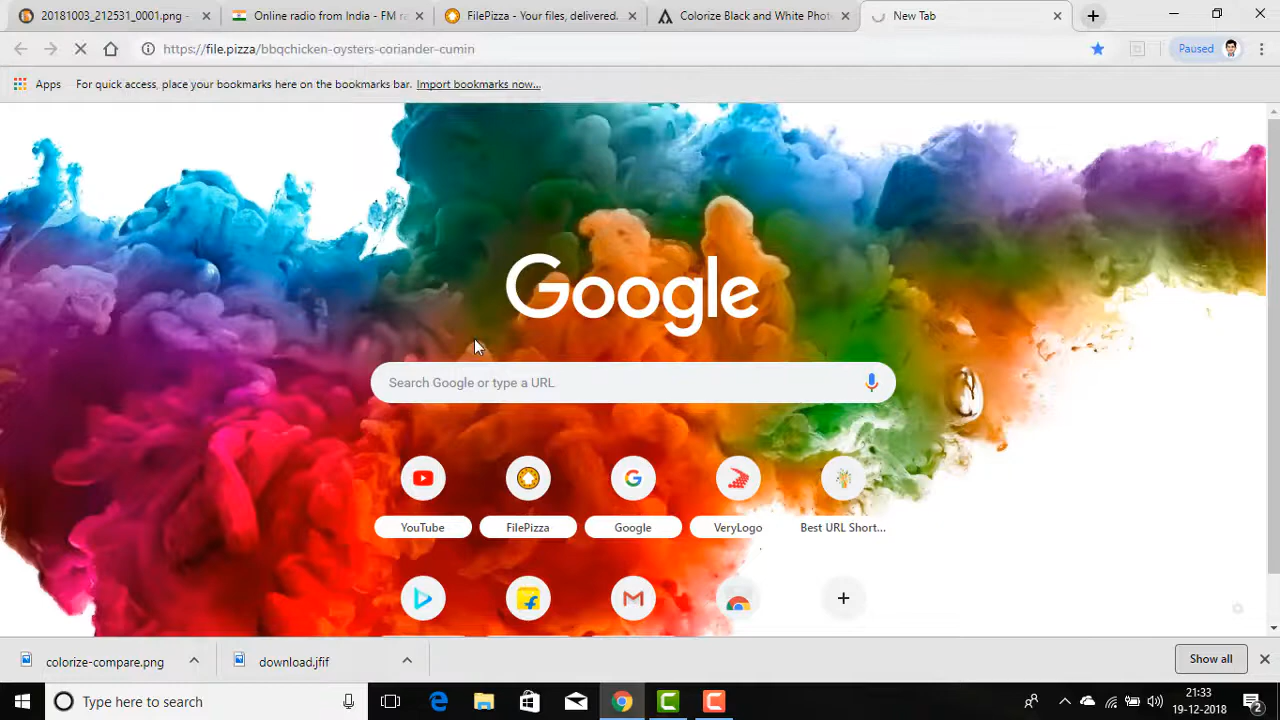 20181003_212531_0001.png -
Online radio from India - FM ra
FilePizza - Your files, delivered.
Colorize Black and White Phot
New Tab
https://file.pizza/bbqchicken-oysters-coriander-cumin
Paused
Apps
For quick access, place your bookmarks here on the bookmarks bar. Import bookmarks now...
Google
Search Google or type a URL
YouTube
FilePizza
Google
VeryLogo
Best URL Short...
colorize-compare.png
download.jfif
Show all
Type here to search
21:33
19-12-2018
2